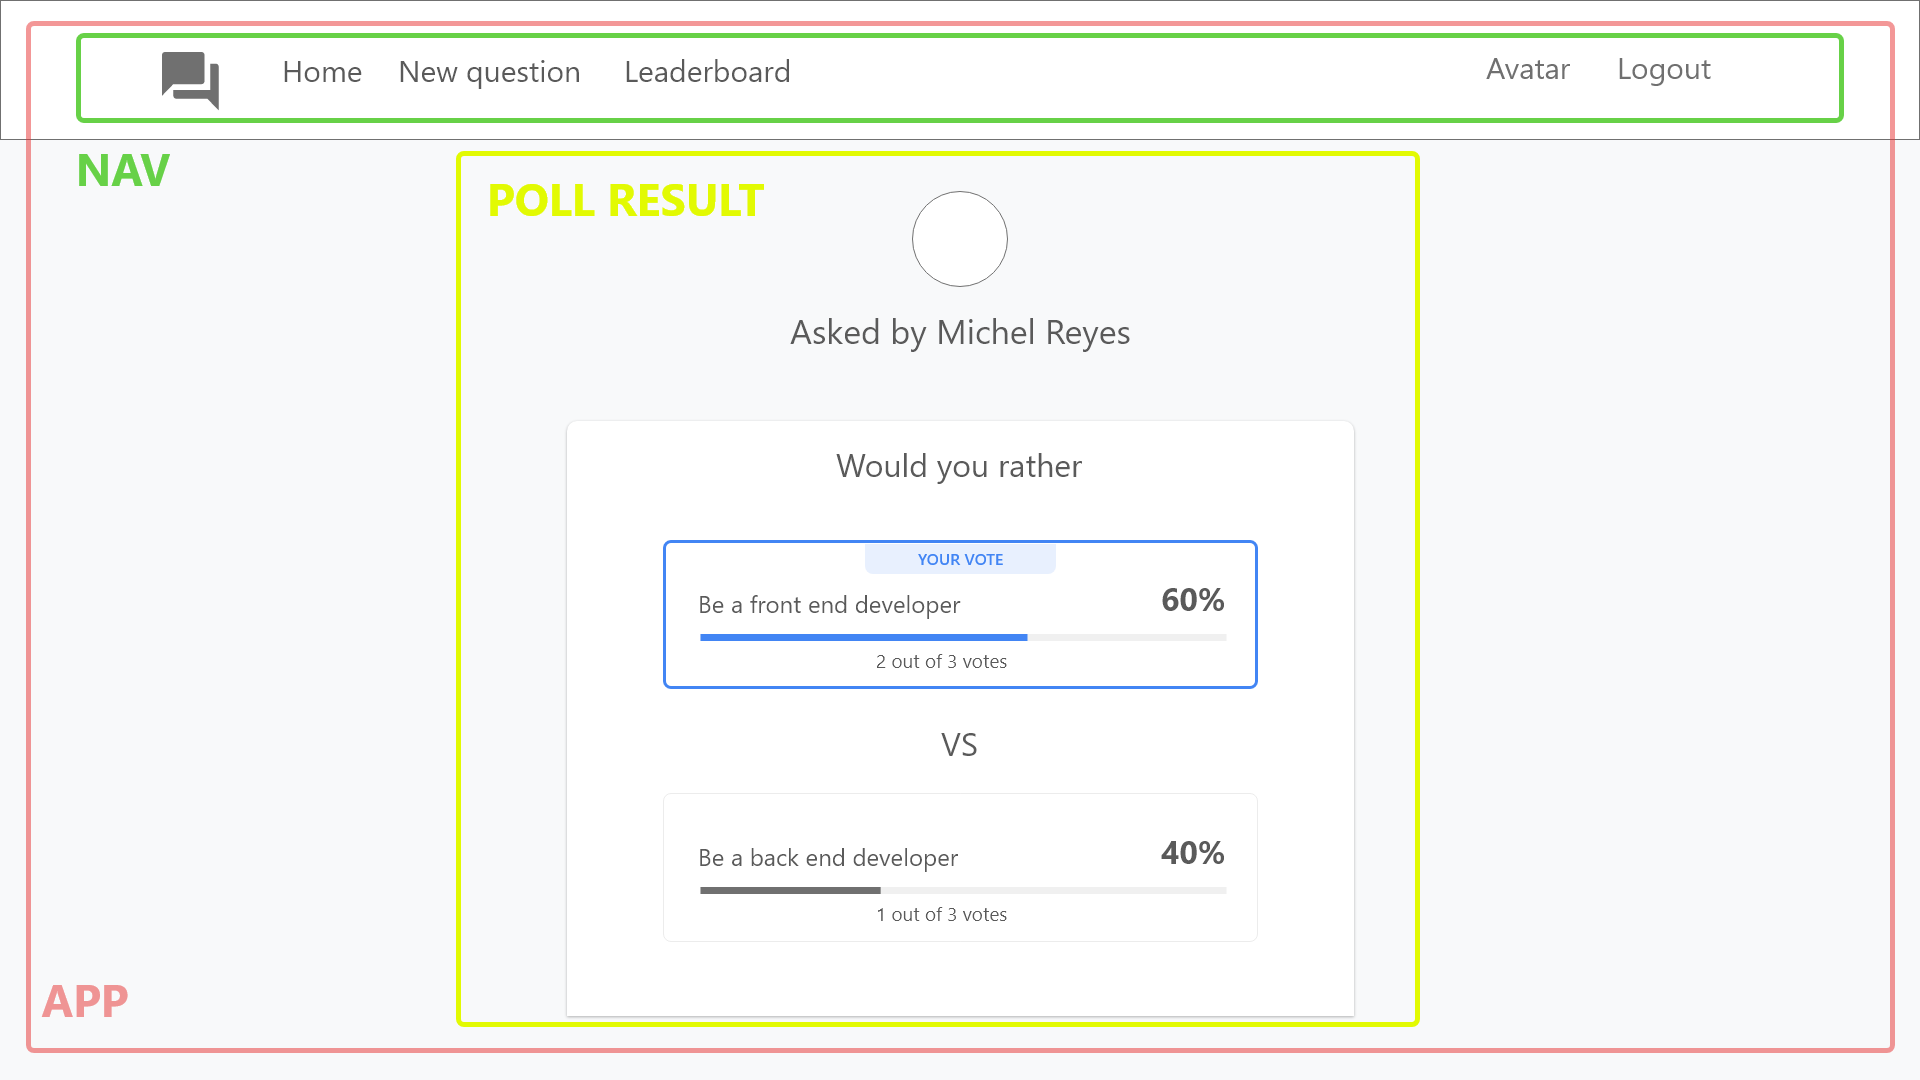 Home New question Leaderboard Avatar Logout
NAV
POLL RESULT
Asked by Michel Reyes
Would you rather
YOUR VOTE
Be a front end developer 60%
2 out of 3 votes
VS
Be a back end developer 40%
1 out of 3 votes
APP